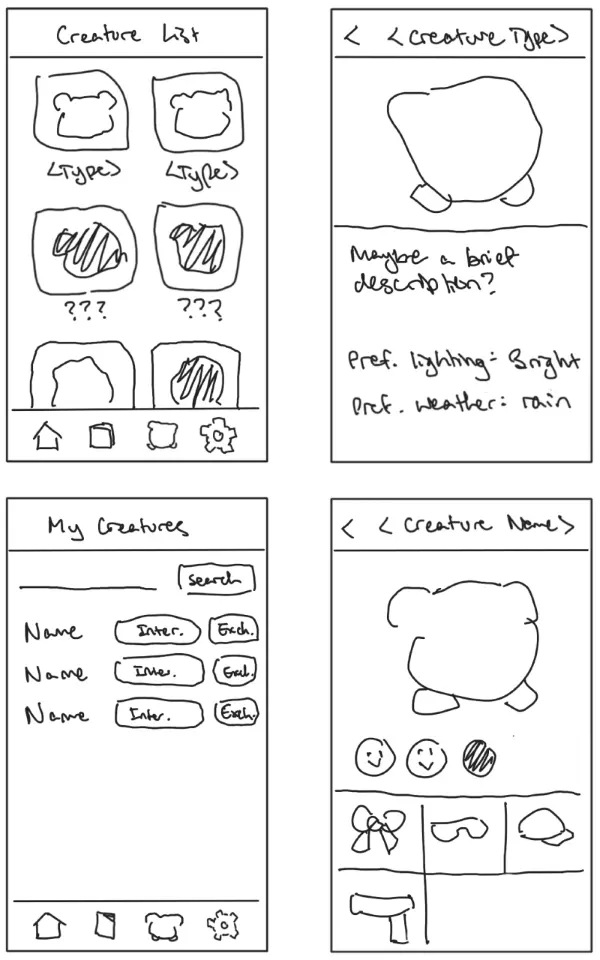 Creature List
<Type> <Type>
??? ???
< <Creature Type>
Maybe a brief
description?
Pref. lighting: Bright
Pref. weather: rain
My Creatures
Search
Name Inter. Exch.
Name Inter. Exch.
Name Inter. Exch.
< <Creature Name>